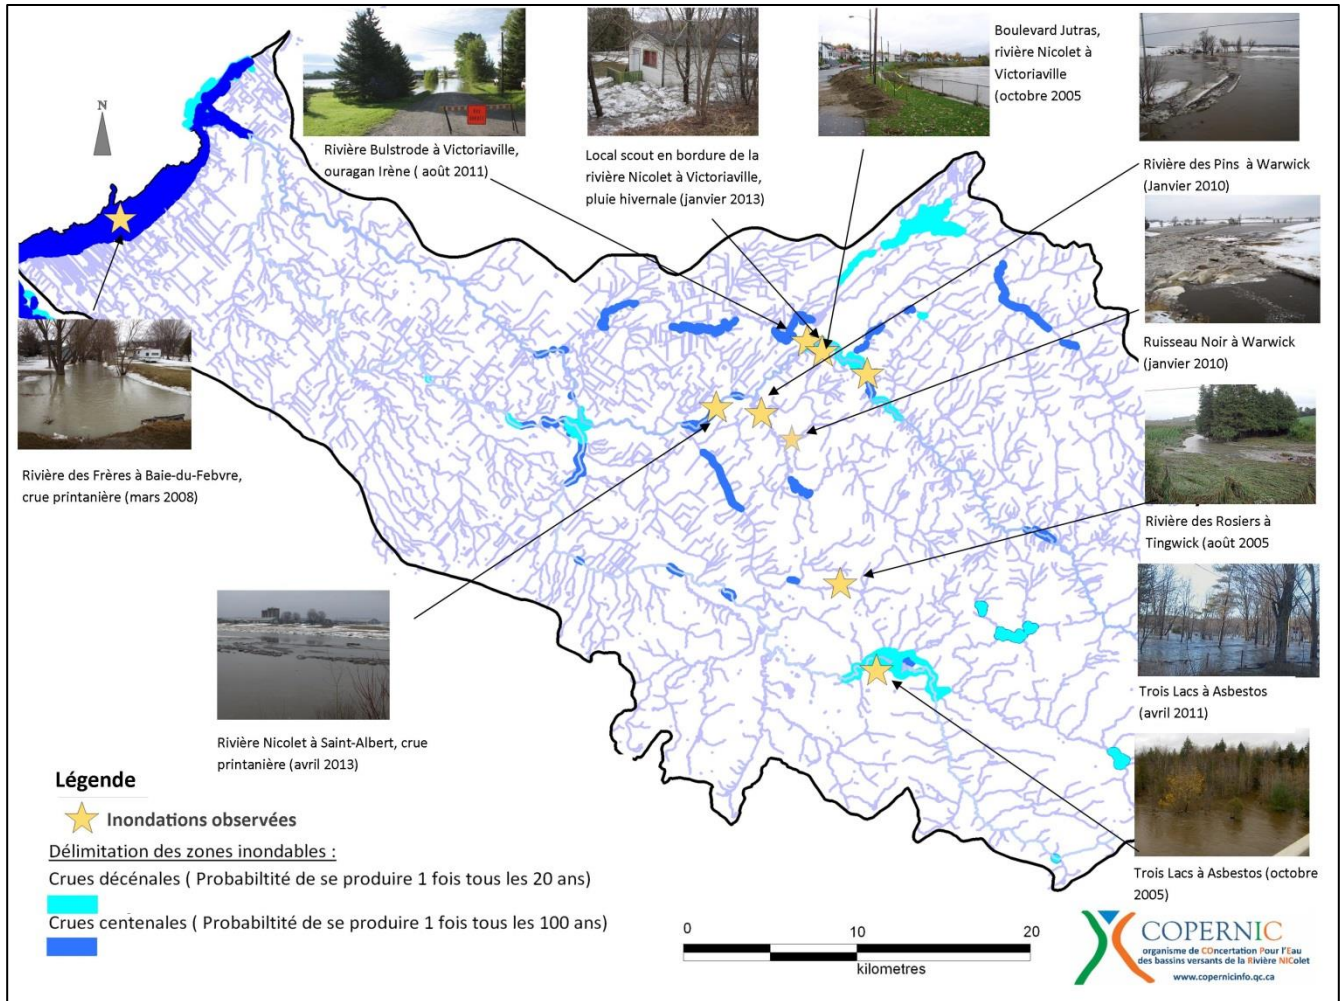 N
Rivière Bulstrode à Victoriaville,
ouragan Irène ( août 2011)
Local scout en bordure de la
rivière Nicolet à Victoriaville,
pluie hivernale (janvier 2013)
Boulevard Jutras,
rivière Nicolet à
Victoriaville
(octobre 2005
Rivière des Pins à Warwick
(Janvier 2010)
Ruisseau Noir à Warwick
(janvier 2010)
Rivière des Rosiers à
Tingwick (août 2005
Trois Lacs à Asbestos
(avril 2011)
Trois Lacs à Asbestos (octobre
2005)
Rivière des Frères à Baie-du-Febvre,
crue printanière (mars 2008)
Rivière Nicolet à Saint-Albert, crue
printanière (avril 2013)
Légende
Inondations observées
Délimitation des zones inondables :
Crues décénales ( Probabiltité de se produire 1 fois tous les 20 ans)
Crues centenales ( Probabiltité de se produire 1 fois tous les 100 ans)
0 10 20
kilometres
COPERNIC
organisme de COncertation Pour l'Eau
des bassins versants de la Rivière NIColet
www.copernicinfo.qc.ca